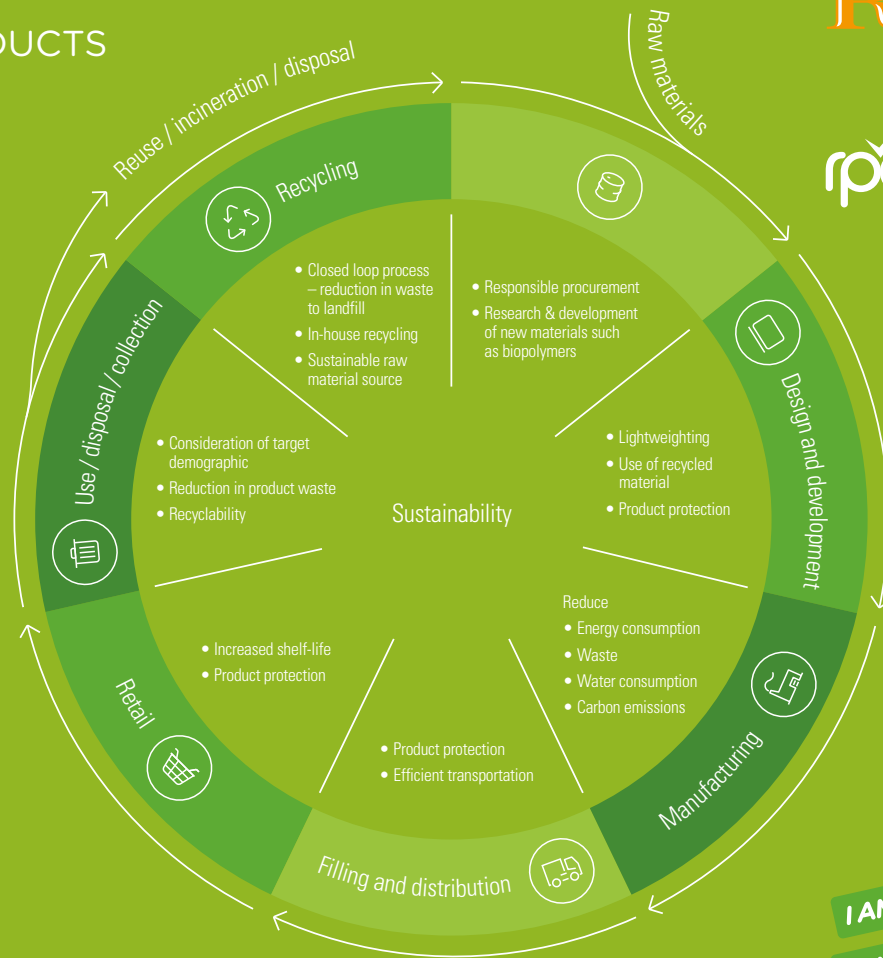 DUCTS
Raw materials
Reuse / incineration / disposal
Recycling
• Closed loop process
– reduction in waste
to landfill
• In-house recycling
• Sustainable raw
material source
• Responsible procurement
• Research & development
of new materials such
as biopolymers
Design and development
• Lightweighting
• Use of recycled
material
• Product protection
Use / disposal / collection
• Consideration of target
demographic
• Reduction in product waste
• Recyclability
Sustainability
Reduce
• Energy consumption
• Waste
• Water consumption
• Carbon emissions
Manufacturing
• Increased shelf-life
• Product protection
Retail
• Product protection
• Efficient transportation
Filling and distribution
I AM